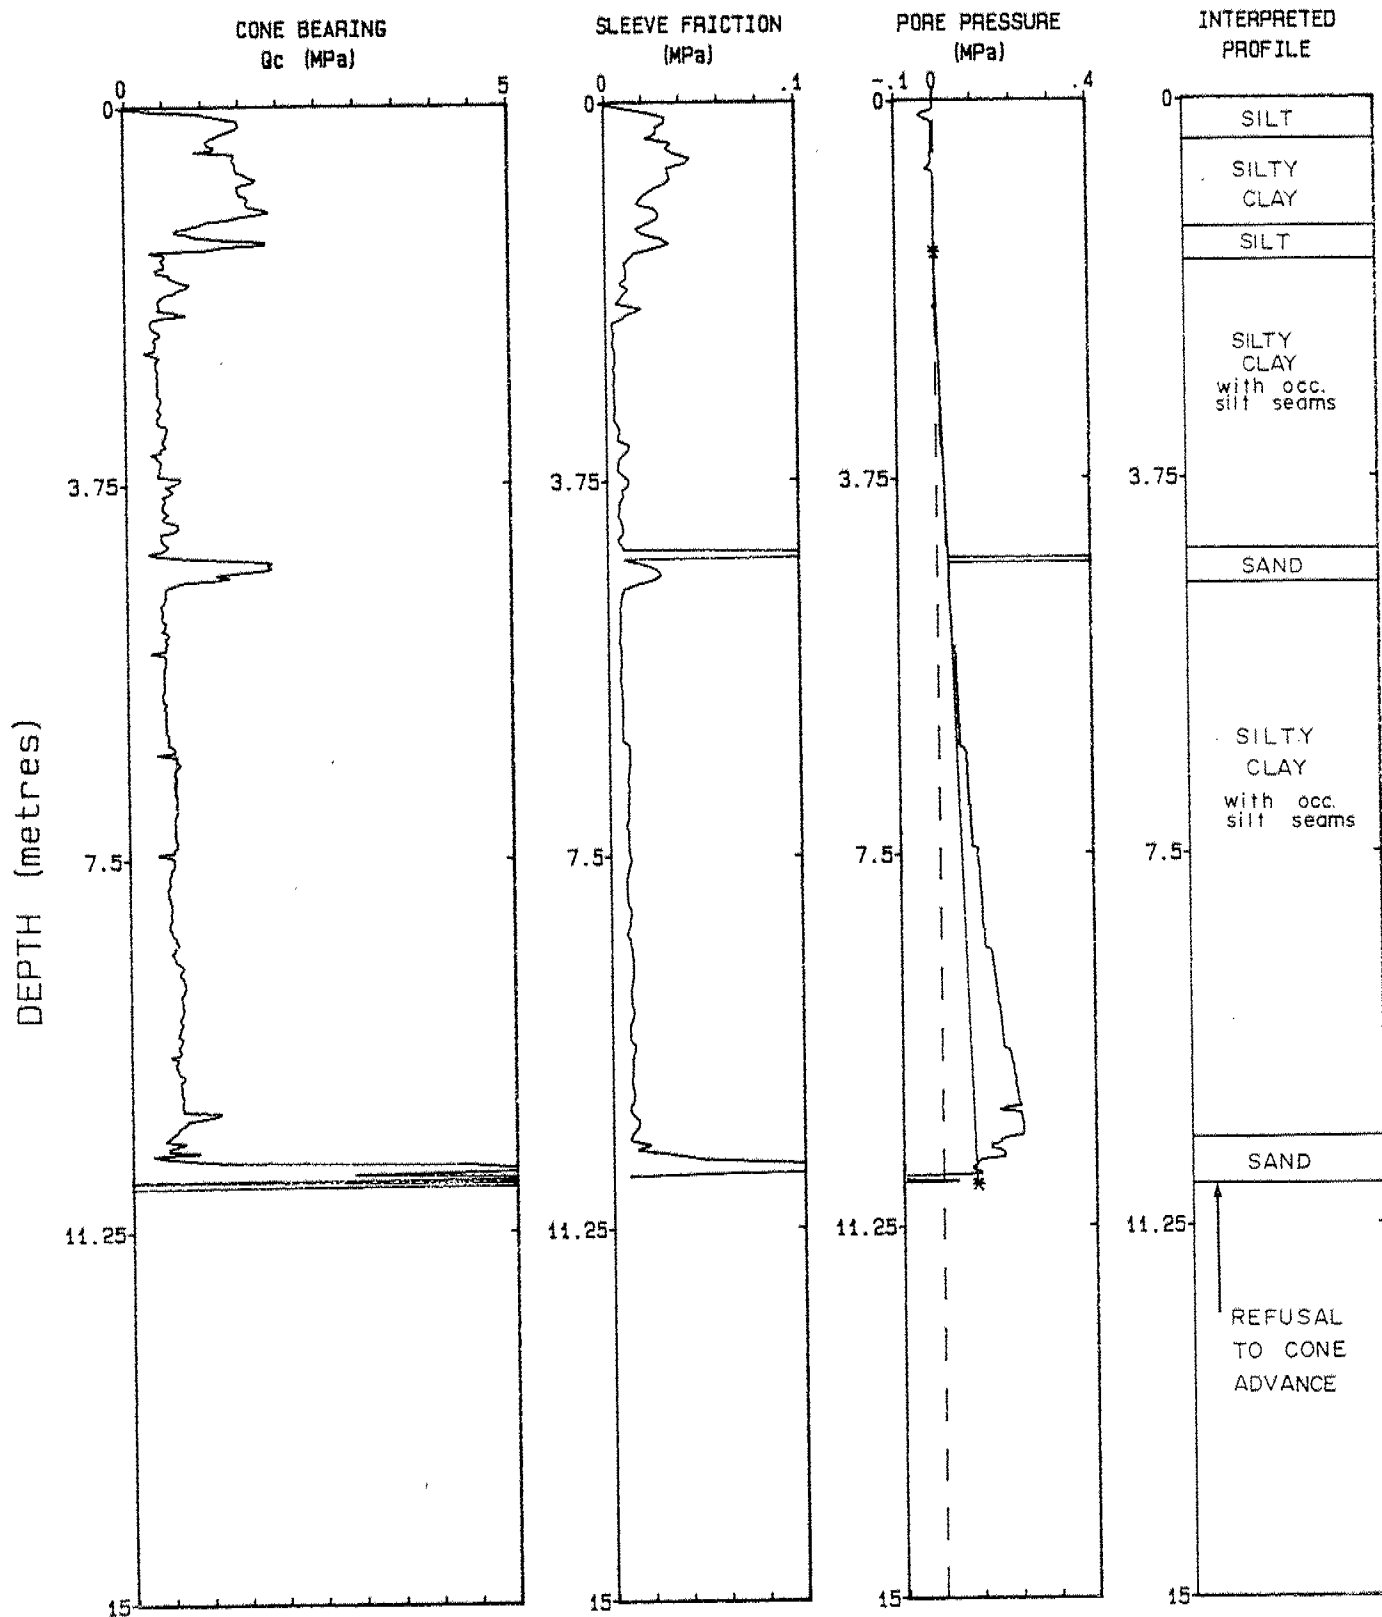 CONE BEARING
Qc (MPa)
0
5
0
3.75
7.5
11.25
15
DEPTH (metres)
SLEEVE FRICTION
(MPa)
0
.1
0
3.75
7.5
11.25
15
PORE PRESSURE
(MPa)
-.1
0
.4
0
3.75
7.5
11.25
15
INTERPRETED
PROFILE
0
SILT
SILTY
CLAY
SILT
SILTY
CLAY
with occ.
silt seams
3.75
SAND
SILTY
CLAY
with occ.
silt seams
7.5
SAND
11.25
REFUSAL
TO CONE
ADVANCE
15